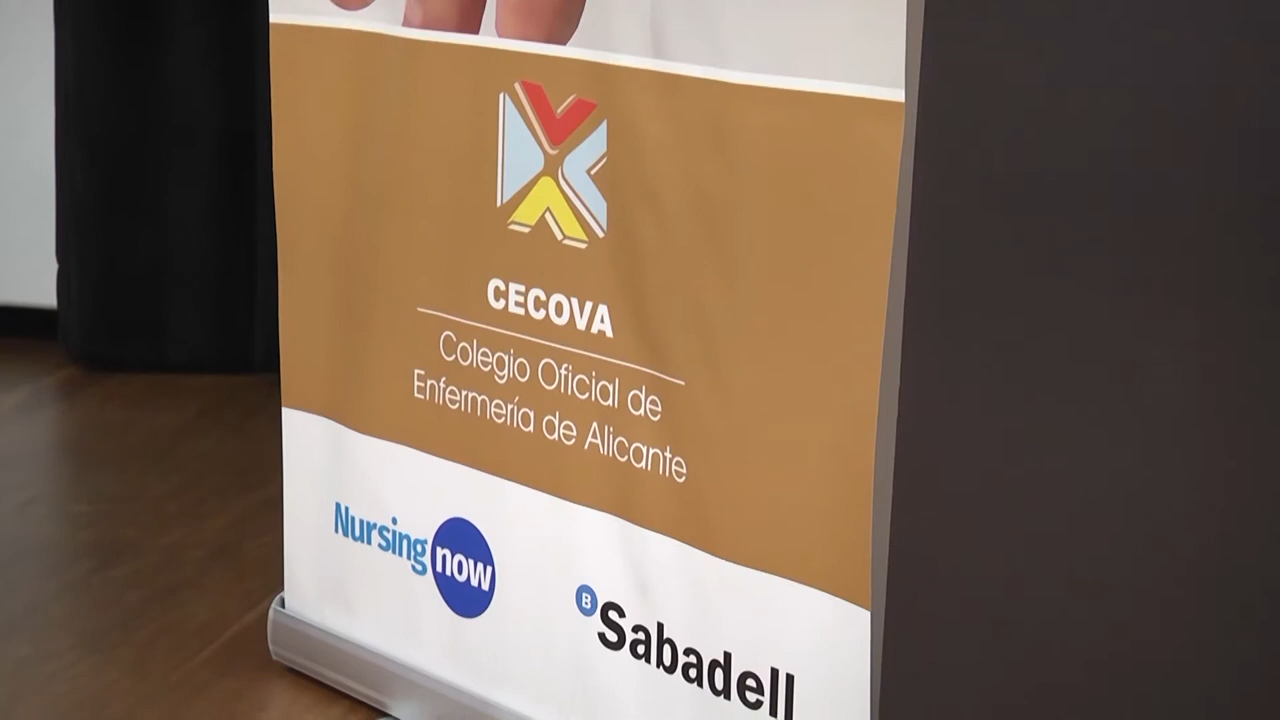 CECOVA
Colegio Oficial de
Enfermería de Alicante
Nursing now
B Sabadell